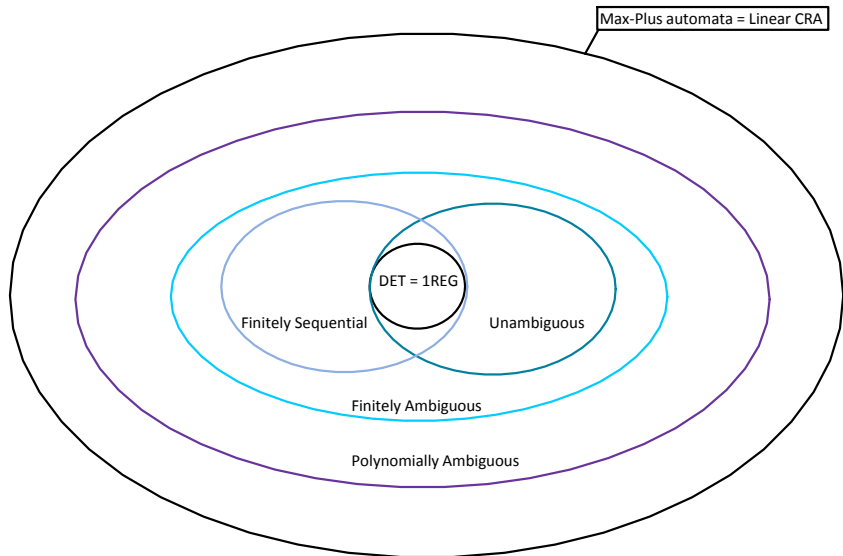 Max-Plus automata = Linear CRA
DET = 1REG
Finitely Sequential
Unambiguous
Finitely Ambiguous
Polynomially Ambiguous